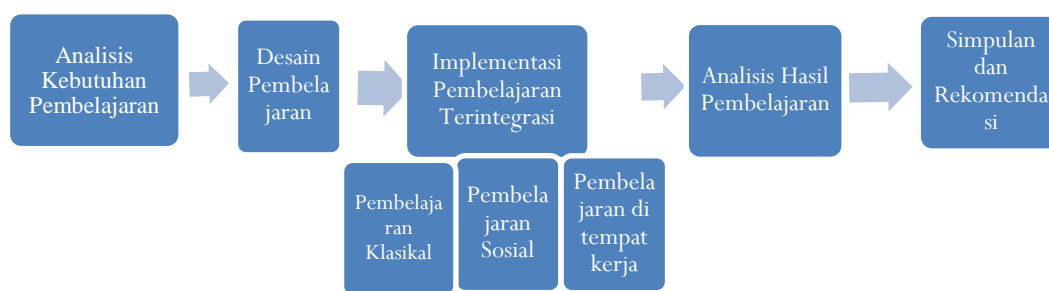 Analisis
Kebutuhan
Pembelajaran
Desain
Pembela
jaran
Implementasi
Pembelajaran
Terintegrasi
Analisis Hasil
Pembelajaran
Simpulan
dan
Rekomenda
si
Pembelaja
ran
Klasikal
Pembela
jaran
Sosial
Pembela
jaran di
tempat
kerja